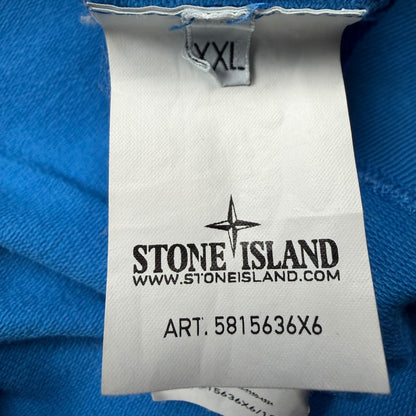 XXL
STONE ISLAND
WWW.STONEISLAND.COM
ART. 5815636X6